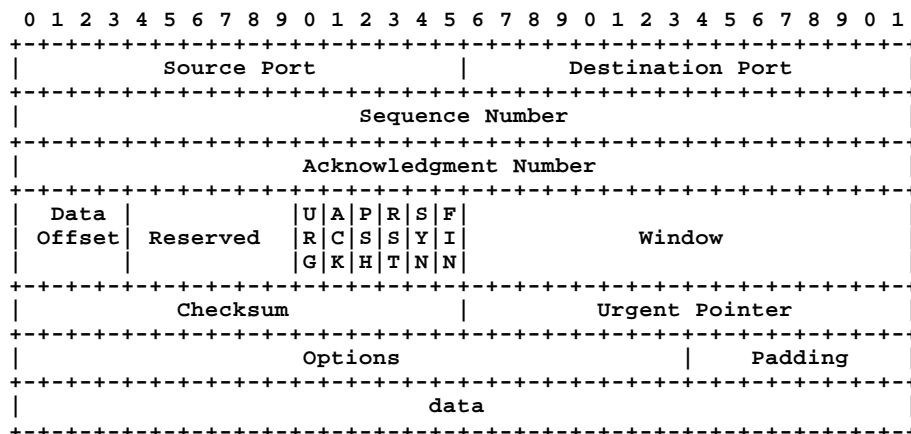 0 1 2 3 4 5 6 7 8 9 0 1 2 3 4 5 6 7 8 9 0 1 2 3 4 5 6 7 8 9 0 1
+-+-+-+-+-+-+-+-+-+-+-+-+-+-+-+-+-+-+-+-+-+-+-+-+-+-+-+-+-+-+-+-
| Source Port | Destination Port |
+-+-+-+-+-+-+-+-+-+-+-+-+-+-+-+-+-+-+-+-+-+-+-+-+-+-+-+-+-+-+-+-
| Sequence Number |
+-+-+-+-+-+-+-+-+-+-+-+-+-+-+-+-+-+-+-+-+-+-+-+-+-+-+-+-+-+-+-+-
| Acknowledgment Number |
+-+-+-+-+-+-+-+-+-+-+-+-+-+-+-+-+-+-+-+-+-+-+-+-+-+-+-+-+-+-+-+-
| Data | |U|A|P|R|S|F| |
| Offset| Reserved |R|C|S|S|Y|I| Window |
| | |G|K|H|T|N|N| |
+-+-+-+-+-+-+-+-+-+-+-+-+-+-+-+-+-+-+-+-+-+-+-+-+-+-+-+-+-+-+-+-
| Checksum | Urgent Pointer |
+-+-+-+-+-+-+-+-+-+-+-+-+-+-+-+-+-+-+-+-+-+-+-+-+-+-+-+-+-+-+-+-
| Options | Padding |
+-+-+-+-+-+-+-+-+-+-+-+-+-+-+-+-+-+-+-+-+-+-+-+-+-+-+-+-+-+-+-+-
| data |
+-+-+-+-+-+-+-+-+-+-+-+-+-+-+-+-+-+-+-+-+-+-+-+-+-+-+-+-+-+-+-+-